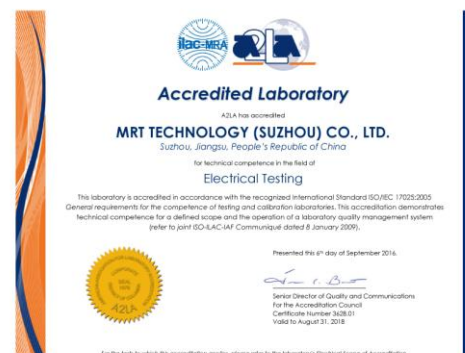 ilac-MRA
A2LA
Accredited Laboratory
A2LA has accredited
MRT TECHNOLOGY (SUZHOU) CO., LTD.
Suzhou, Jiangsu, People's Republic of China
for technical competence in the field of
Electrical Testing
This laboratory is accredited in accordance with the recognized International Standard ISO/IEC 17025:2005
General requirements for the competence of testing and calibration laboratories. This accreditation demonstrates
technical competence for a defined scope and the operation of a laboratory quality management system
(refer to joint ISO-ILAC-IAF Communiqué dated 8 January 2009).
Presented this 6th day of September 2016.
Senior Director of Quality and Communications
For the Accreditation Council
Certificate Number 3628.01
Valid to August 31, 2018
SEAL
1978
A2LA